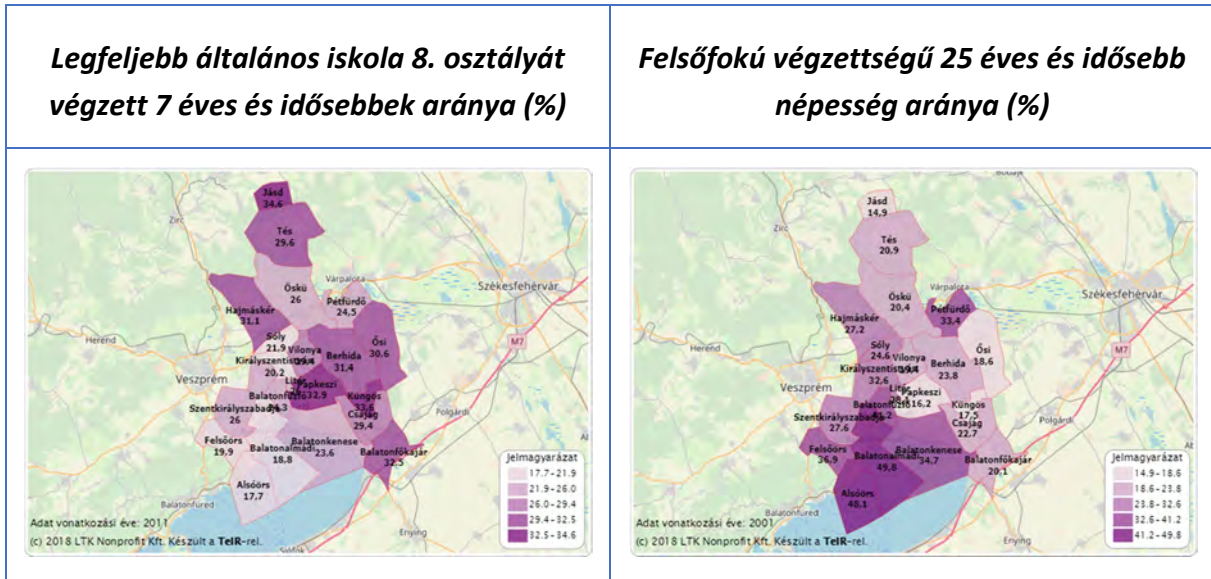 Legfeljebb általános iskola 8. osztályát
végzett 7 éves és idősebbek aránya (%)
Felsőfokú végzettségű 25 éves és idősebb
népesség aránya (%)
Jásd
34,6
Zirc
Tés
29,6
Várpalota
Öskü
26
Pétfürdő
24,5
Székesfehérvár
Hajmáskér
31,1
Ősi
30,6
M7
Herend
Sóly
21,9
Vilonya
Berhida
31,4
20,2
Veszprém
Papkeszi
32,9
Küngös
33,6
Polgárdi
Szentkirályszabadja
26
Csajág
29,4
Felsőörs
19,9
Balatonalmádi
18,8
Balatonkenese
23,6
Balatonfőkajár
32,5
Alsóörs
17,7
Balatonfüred
Enying
Siófok
Jelmagyarázat
17.7-21.9
21.9-26.0
26.0-29.4
29.4-32.5
32.5-34.6
Adat vonatkozási éve: 2011
(c) 2018 LTK Nonprofit Kft. Készült a TeIR-rel.
Bodajk
Jásd
14,9
Zirc
Tés
20,9
Várpalota
Öskü
20,4
Pétfürdő
33,4
Székesfehérvár
Hajmáskér
27,2
Ősi
18,6
M7
Herend
Sóly
24,6
Vilonya
Berhida
23,8
32,6
Veszprém
Papkeszi
16,2
Küngös
17,5
Polgárdi
Szentkirályszabadja
27,6
Csajág
22,7
Felsőörs
36,9
Balatonalmádi
49,8
Balatonkenese
34,7
Balatonfőkajár
20,1
Alsóörs
48,1
Balatonfüred
Enying
Jelmagyarázat
14.9-18.6
18.6-23.8
23.8-32.6
32.6-41.2
41.2-49.8
Adat vonatkozási éve: 2001
(c) 2018 LTK Nonprofit Kft. Készült a TeIR-rel.